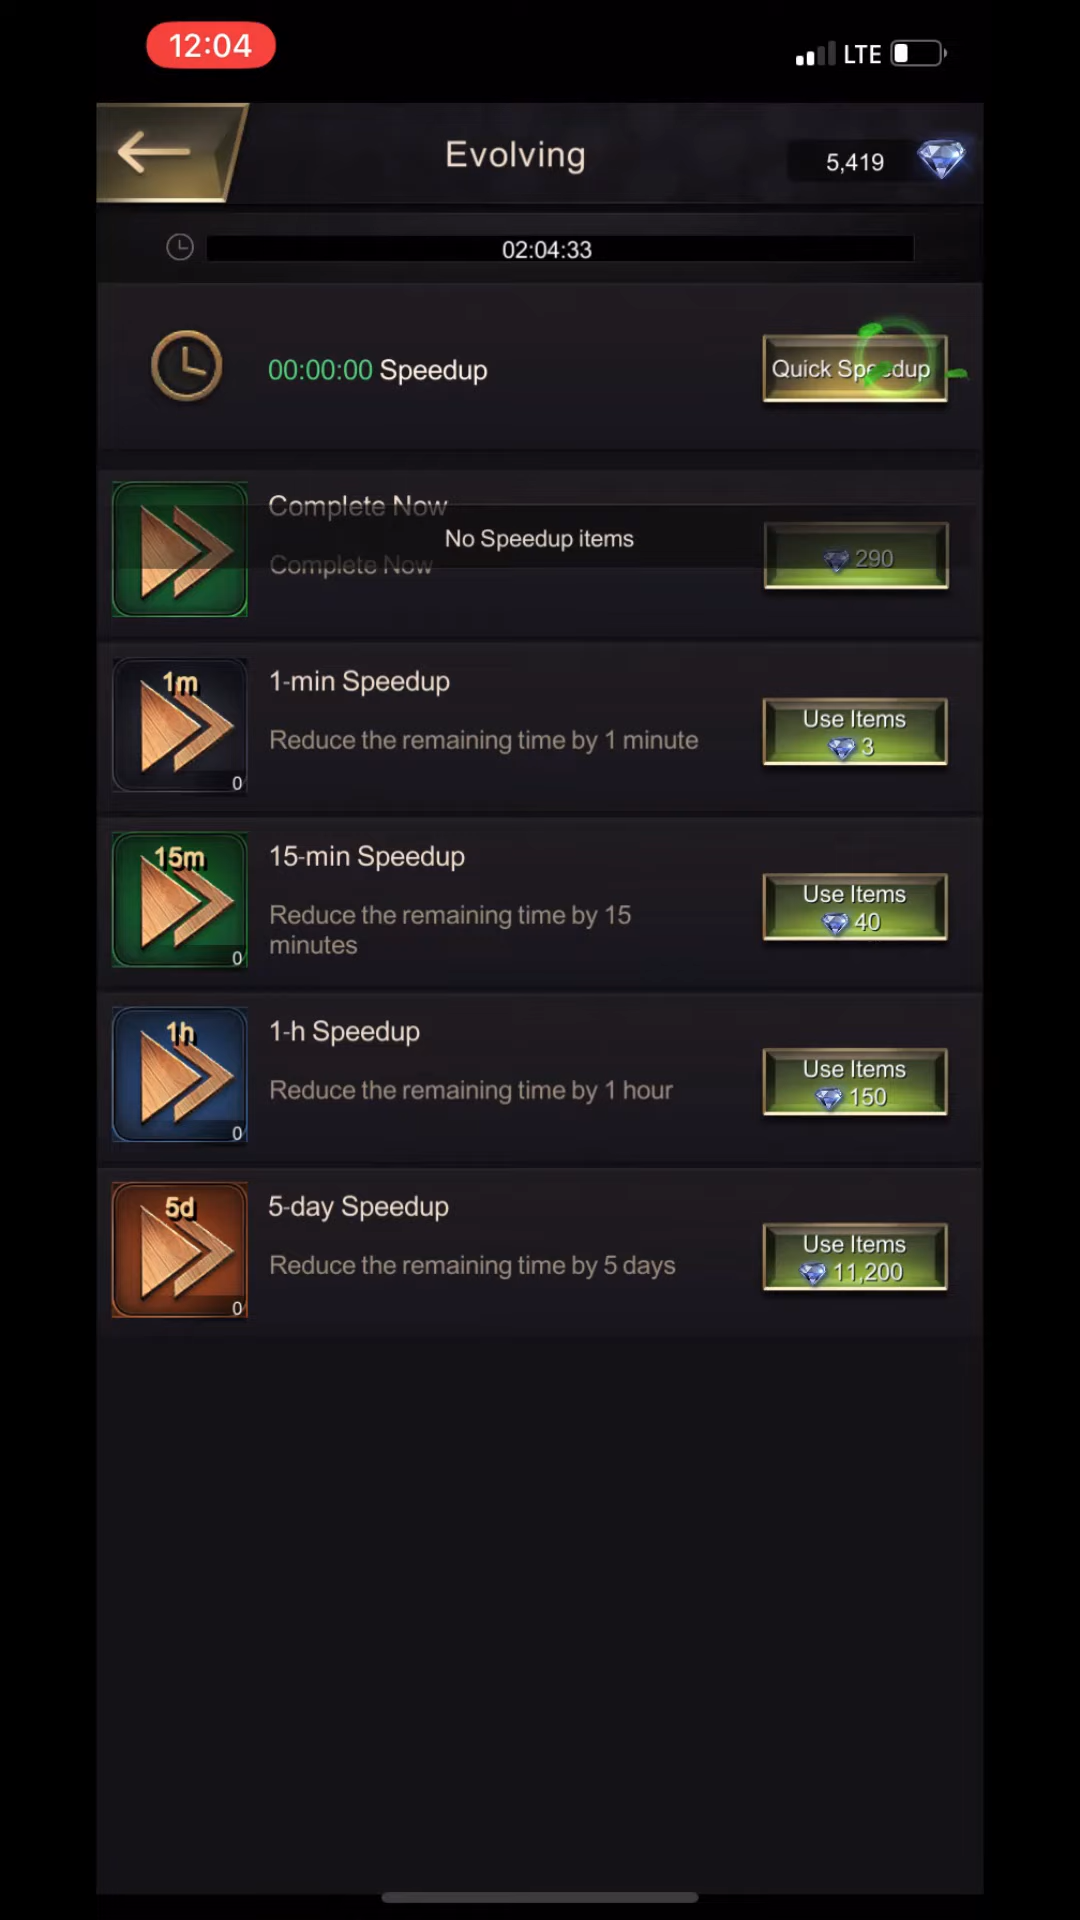 12:04
LTE
Evolving
5,419
02:04:33
00:00:00 Speedup
Quick Speedup
Complete Now
No Speedup items
Complete Now
290
1m
0
1-min Speedup
Reduce the remaining time by 1 minute
Use Items
3
15m
0
15-min Speedup
Reduce the remaining time by 15
minutes
Use Items
40
1h
0
1-h Speedup
Reduce the remaining time by 1 hour
Use Items
150
5d
0
5-day Speedup
Reduce the remaining time by 5 days
Use Items
11,200